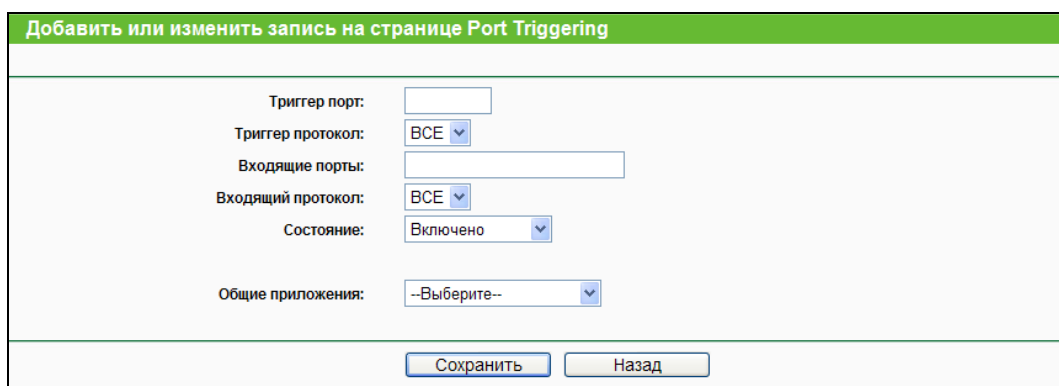 Добавить или изменить запись на странице Port Triggering
Триггер порт:
Триггер протокол: ВСЕ
Входящие порты:
Входящий протокол: ВСЕ
Состояние: Включено
Общие приложения: --Выберите--
Сохранить Назад